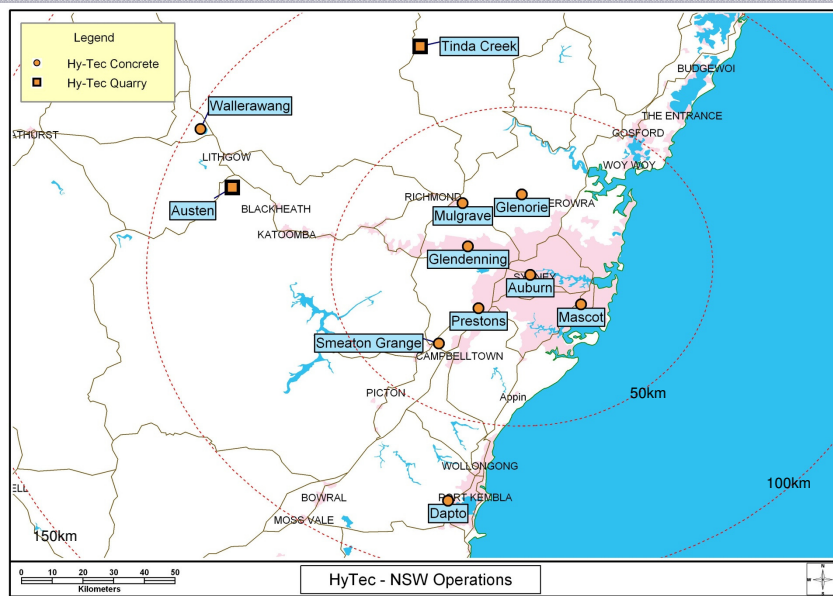 Legend
Hy-Tec Concrete
Hy-Tec Quarry
Tinda Creek
BUDGEWOI
Wallerawang
THE ENTRANCE
GOSFORD
ATHURST
LITHGOW
WOY WOY
Austen
BLACKHEATH
RICHMOND
Mulgrave
Glenorie
EROWRA
KATOOMBA
Glendenning
SYDNEY
Auburn
Prestons
Mascot
Smeaton Grange
CAMPBELLTOWN
PICTON
Appin
50km
WOLLONGONG
100km
ELL
BOWRAL
PORT KEMBLA
Dapto
MOSS VALE
150km
0 10 20 30 40 50
Kilometers
HyTec - NSW Operations
N
W E
S